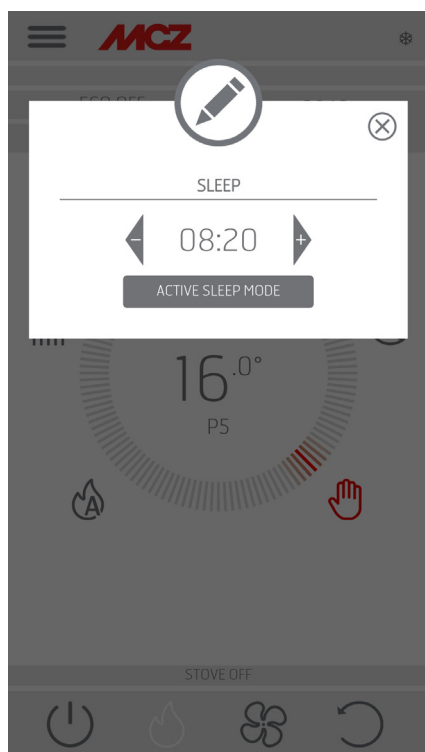 MCZ
SLEEP
- 08:20 +
ACTIVE SLEEP MODE
16.0°
P5
A
STOVE OFF